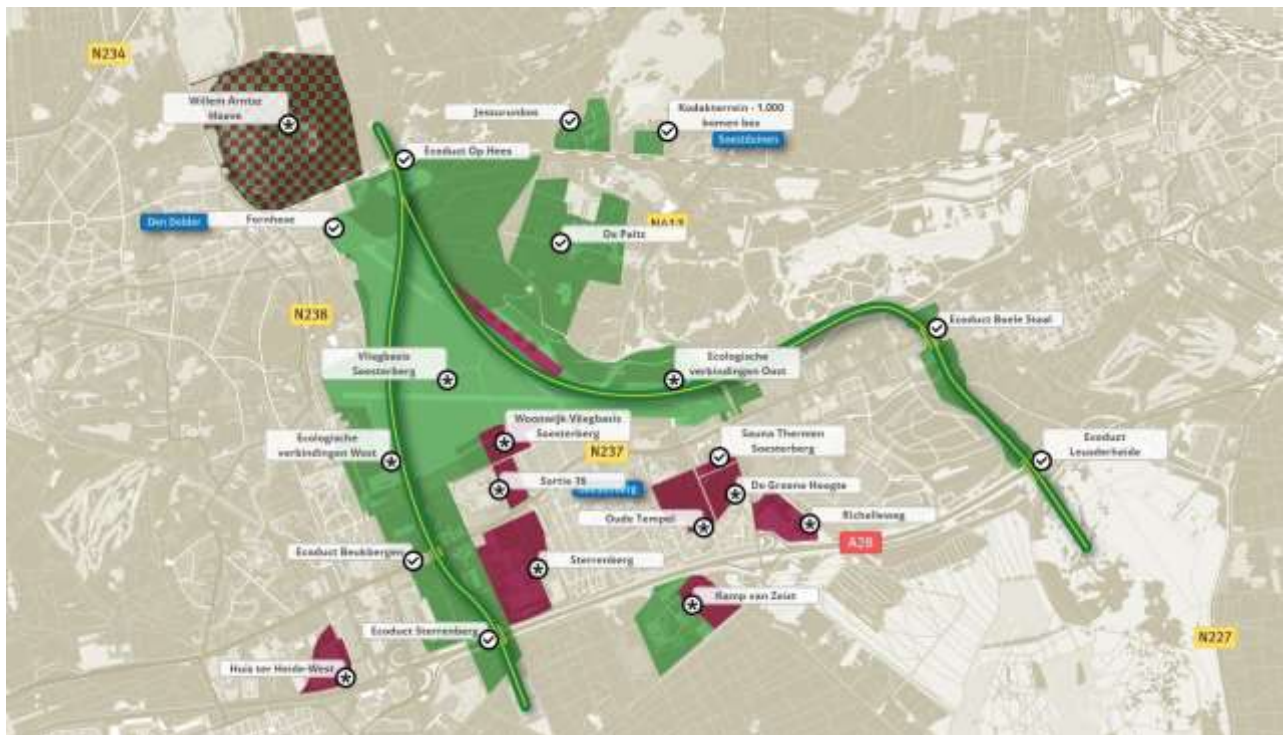 N234
Willem Arntsz
Hoeve
Jessurunbos
Kodakterrein - 1.000
bomen bos
Soestduinen
Ecoduct Op Hees
Den Dolder
Fornhese
De Paltz
N238
Ecoduct Boele Staal
Vliegbasis
Soesterberg
Ecologische
verbindingen Oost
Woonwijk Vliegbasis
Soesterberg
N237
Sauna Thermen
Soesterberg
Ecologische
verbindingen West
Ecoduct
Leusderheide
Sortie 16
De Groene Hoogte
Oude Tempel
Richelleweg
A28
Ecoduct Beukbergen
Sterrenberg
Kamp van Zeist
Ecoduct Sterrenberg
N227
Huis ter Heide-West